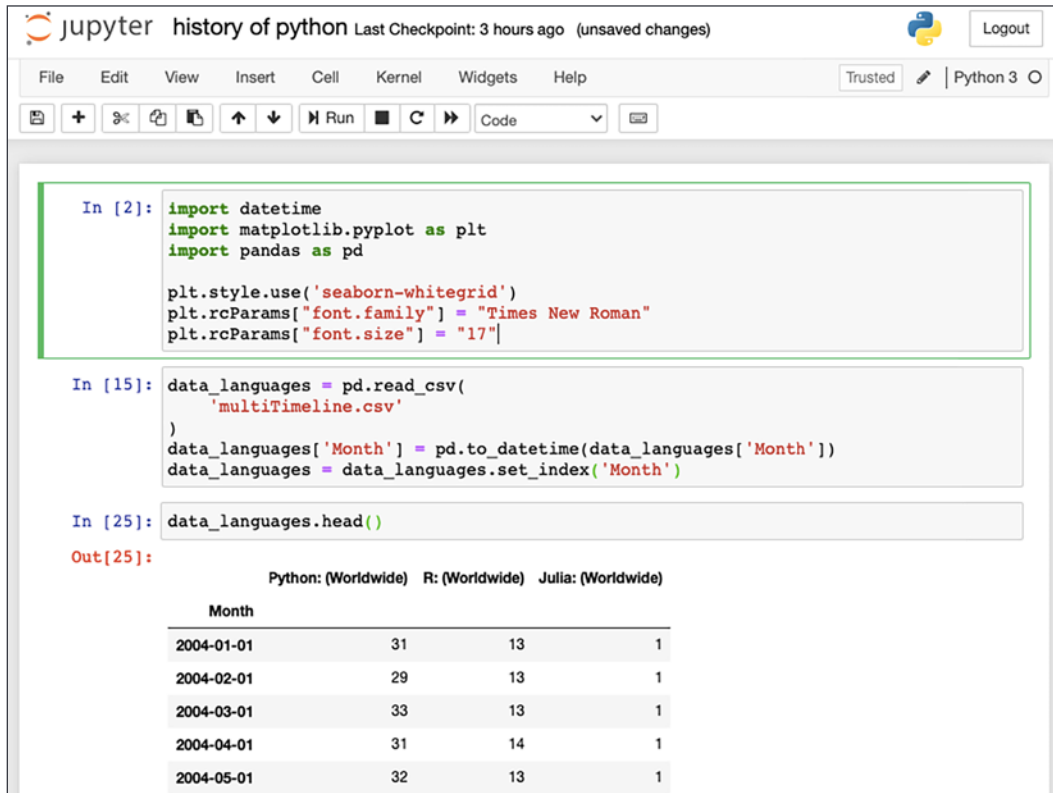 jupyter history of python Last Checkpoint: 3 hours ago (unsaved changes) Logout
File Edit View Insert Cell Kernel Widgets Help Trusted Python 3
Run Code
In [2]: import datetime
import matplotlib.pyplot as plt
import pandas as pd
plt.style.use('seaborn-whitegrid')
plt.rcParams["font.family"] = "Times New Roman"
plt.rcParams["font.size"] = "17"
In [15]: data_languages = pd.read_csv(
'multiTimeline.csv'
)
data_languages['Month'] = pd.to_datetime(data_languages['Month'])
data_languages = data_languages.set_index('Month')
In [25]: data_languages.head()
Out[25]:
Python: (Worldwide) R: (Worldwide) Julia: (Worldwide)
Month
2004-01-01 31 13 1
2004-02-01 29 13 1
2004-03-01 33 13 1
2004-04-01 31 14 1
2004-05-01 32 13 1